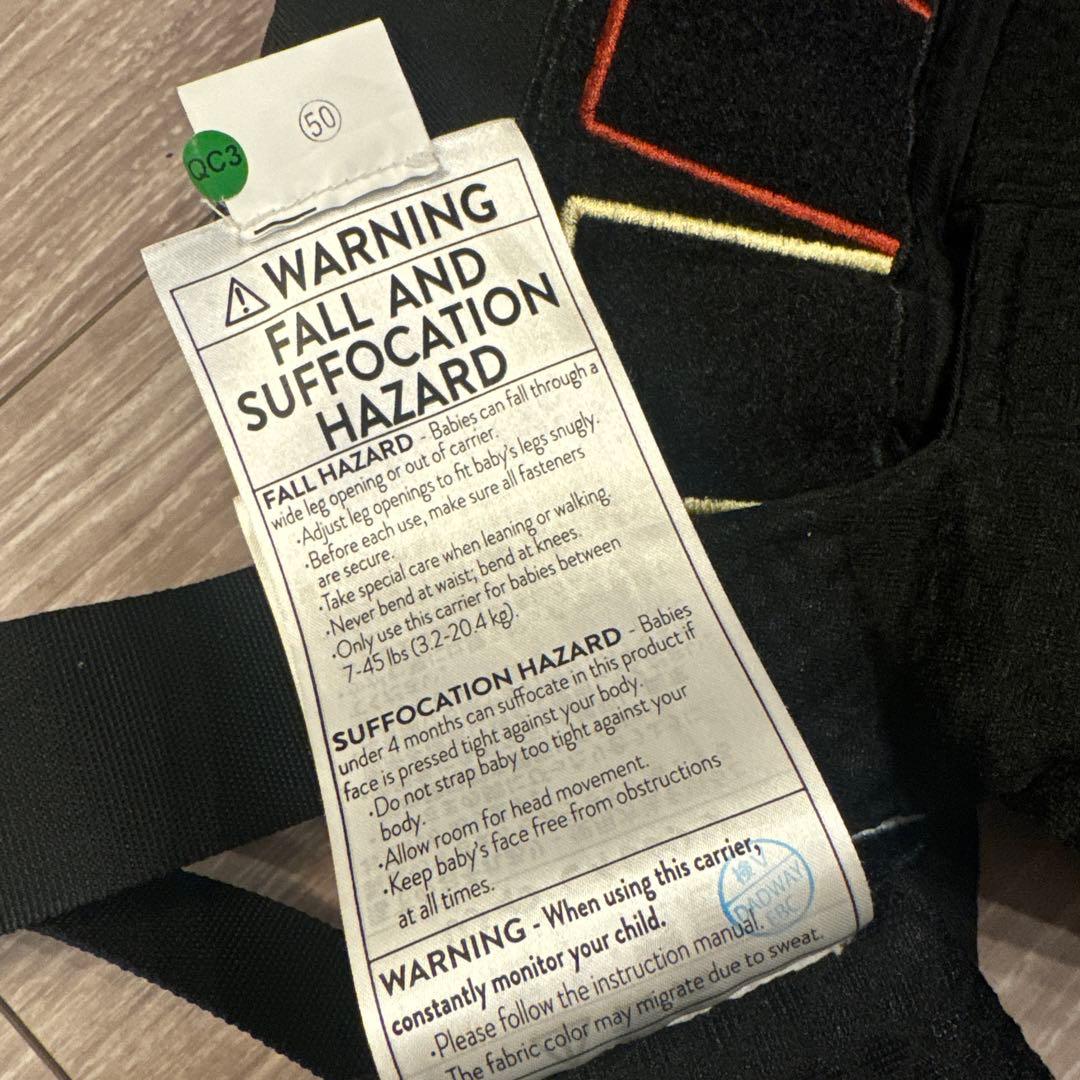 50
QC3
WARNING
FALL AND
SUFFOCATION
HAZARD
FALL HAZARD - Babies can fall through a
wide leg opening or out of carrier.
•Adjust leg openings to fit baby's legs snugly.
•Before each use, make sure all fasteners
are secure.
•Take special care when leaning or walking.
•Never bend at waist; bend at knees.
•Only use this carrier for babies between
7-45 lbs (3.2-20.4 kg).
SUFFOCATION HAZARD - Babies
under 4 months can suffocate in this product if
face is pressed tight against your body.
•Do not strap baby too tight against your
body.
•Allow room for head movement.
•Keep baby's face free from obstructions
at all times.
WARNING - When using this carrier,
constantly monitor your child.
•Please follow the instruction manual.
The fabric color may migrate due to sweat.
検 V
DADWAY
EBC